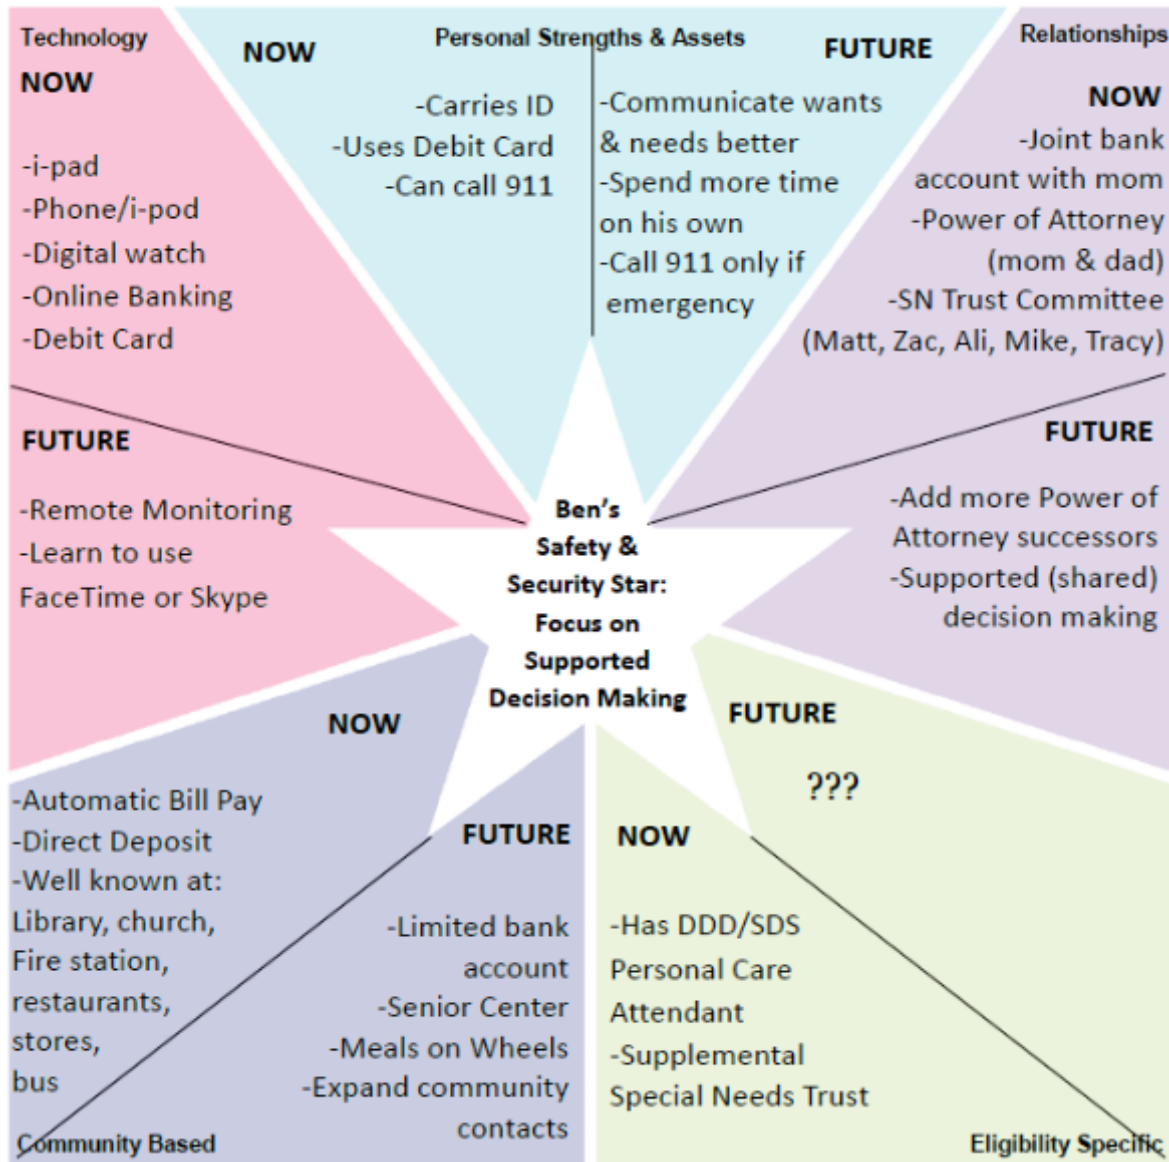 Technology
NOW
-i-pad
-Phone/i-pod
-Digital watch
-Online Banking
-Debit Card
FUTURE
-Remote Monitoring
-Learn to use
FaceTime or Skype
Personal Strengths & Assets
NOW
-Carries ID
-Uses Debit Card
-Can call 911
FUTURE
-Communicate wants
& needs better
-Spend more time
on his own
-Call 911 only if
emergency
Relationships
NOW
-Joint bank
account with mom
-Power of Attorney
(mom & dad)
-SN Trust Committee
(Matt, Zac, Ali, Mike, Tracy)
FUTURE
-Add more Power of
Attorney successors
-Supported (shared)
decision making
Ben's
Safety &
Security Star:
Focus on
Supported
Decision Making
NOW
-Automatic Bill Pay
-Direct Deposit
-Well known at:
Library, church,
Fire station,
restaurants,
stores,
bus
FUTURE
-Limited bank
account
-Senior Center
-Meals on Wheels
-Expand community
contacts
Community Based
FUTURE
???
NOW
-Has DDD/SDS
Personal Care
Attendant
-Supplemental
Special Needs Trust
Eligibility Specific